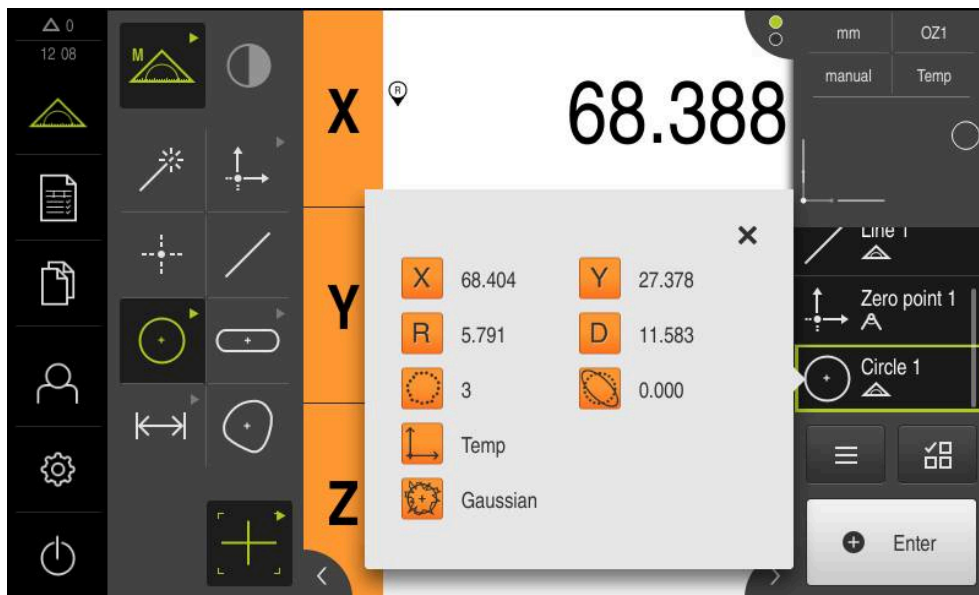 0
12 08
M
X
R
68.388
Y
Z
mm
OZ1
manual
Temp
X 68.404
Y 27.378
R 5.791
D 11.583
3
0.000
Temp
Gaussian
Line 1
Zero point 1
Circle 1
Enter